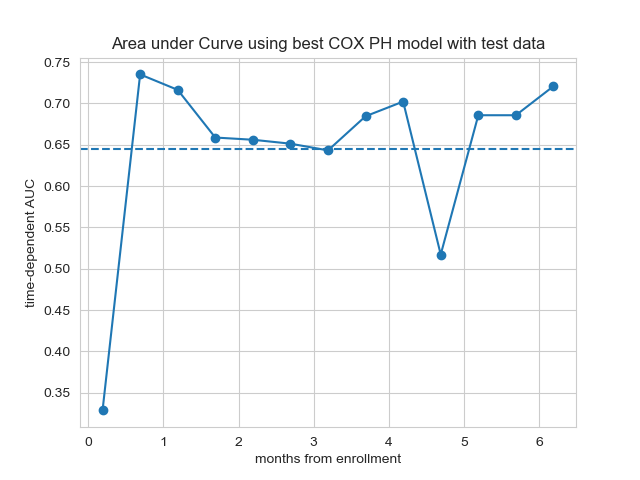 Area under Curve using best COX PH model with test data
time-dependent AUC
0.75
0.70
0.65
0.60
0.55
0.50
0.45
0.40
0.35
0 1 2 3 4 5 6
months from enrollment